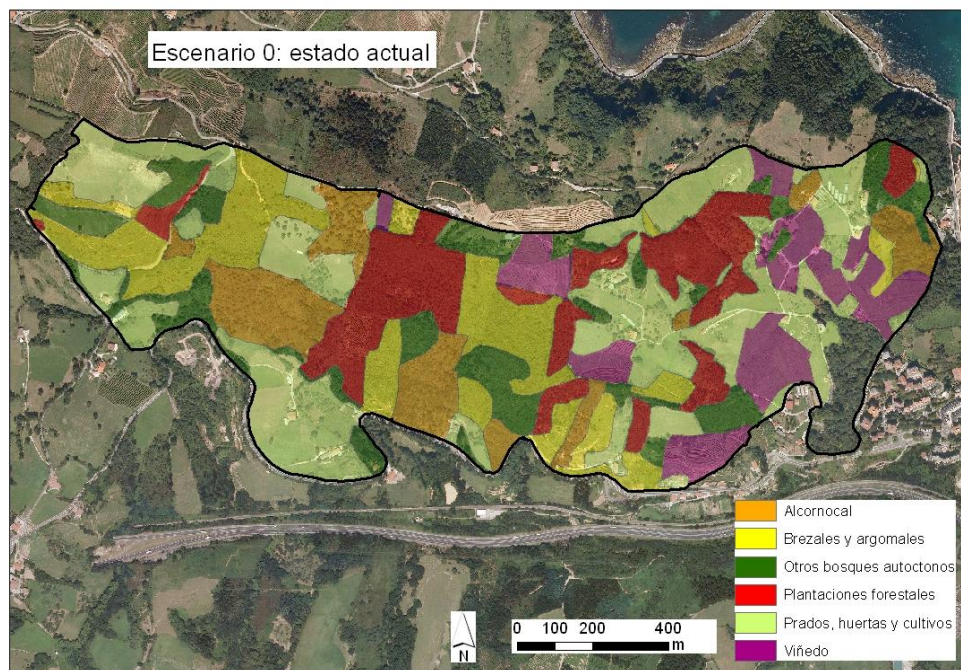 Escenario 0: estado actual
Alcornocal
Brezales y argomales
Otros bosques autoctonos
Plantaciones forestales
Prados, huertas y cultivos
Viñedo
0 100 200 400
m
N